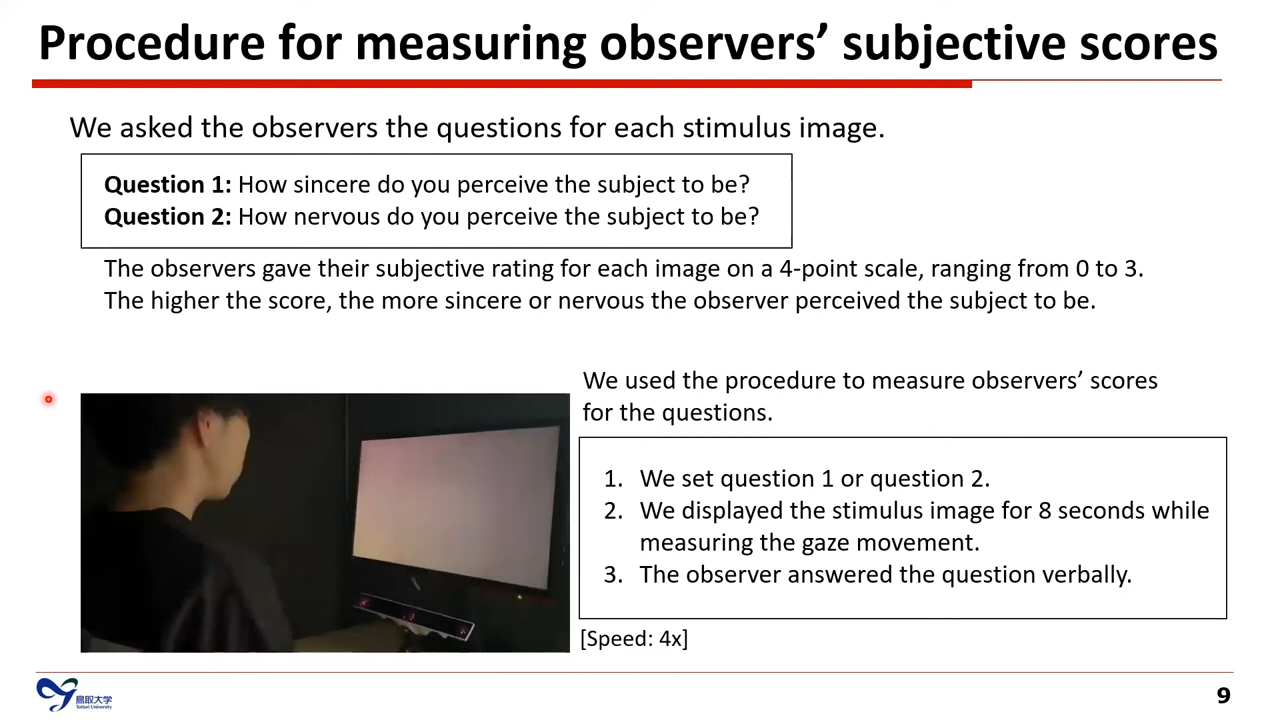 Procedure for measuring observers’ subjective scores
We asked the observers the questions for each stimulus image.
Question 1: How sincere do you perceive the subject to be?
Question 2: How nervous do you perceive the subject to be?
The observers gave their subjective rating for each image on a 4-point scale, ranging from 0 to 3.
The higher the score, the more sincere or nervous the observer perceived the subject to be.
We used the procedure to measure observers’ scores
for the questions.
1. We set question 1 or question 2.
2. We displayed the stimulus image for 8 seconds while
measuring the gaze movement.
3. The observer answered the question verbally.
[Speed: 4x]
鳥取大学
Tottori University
9